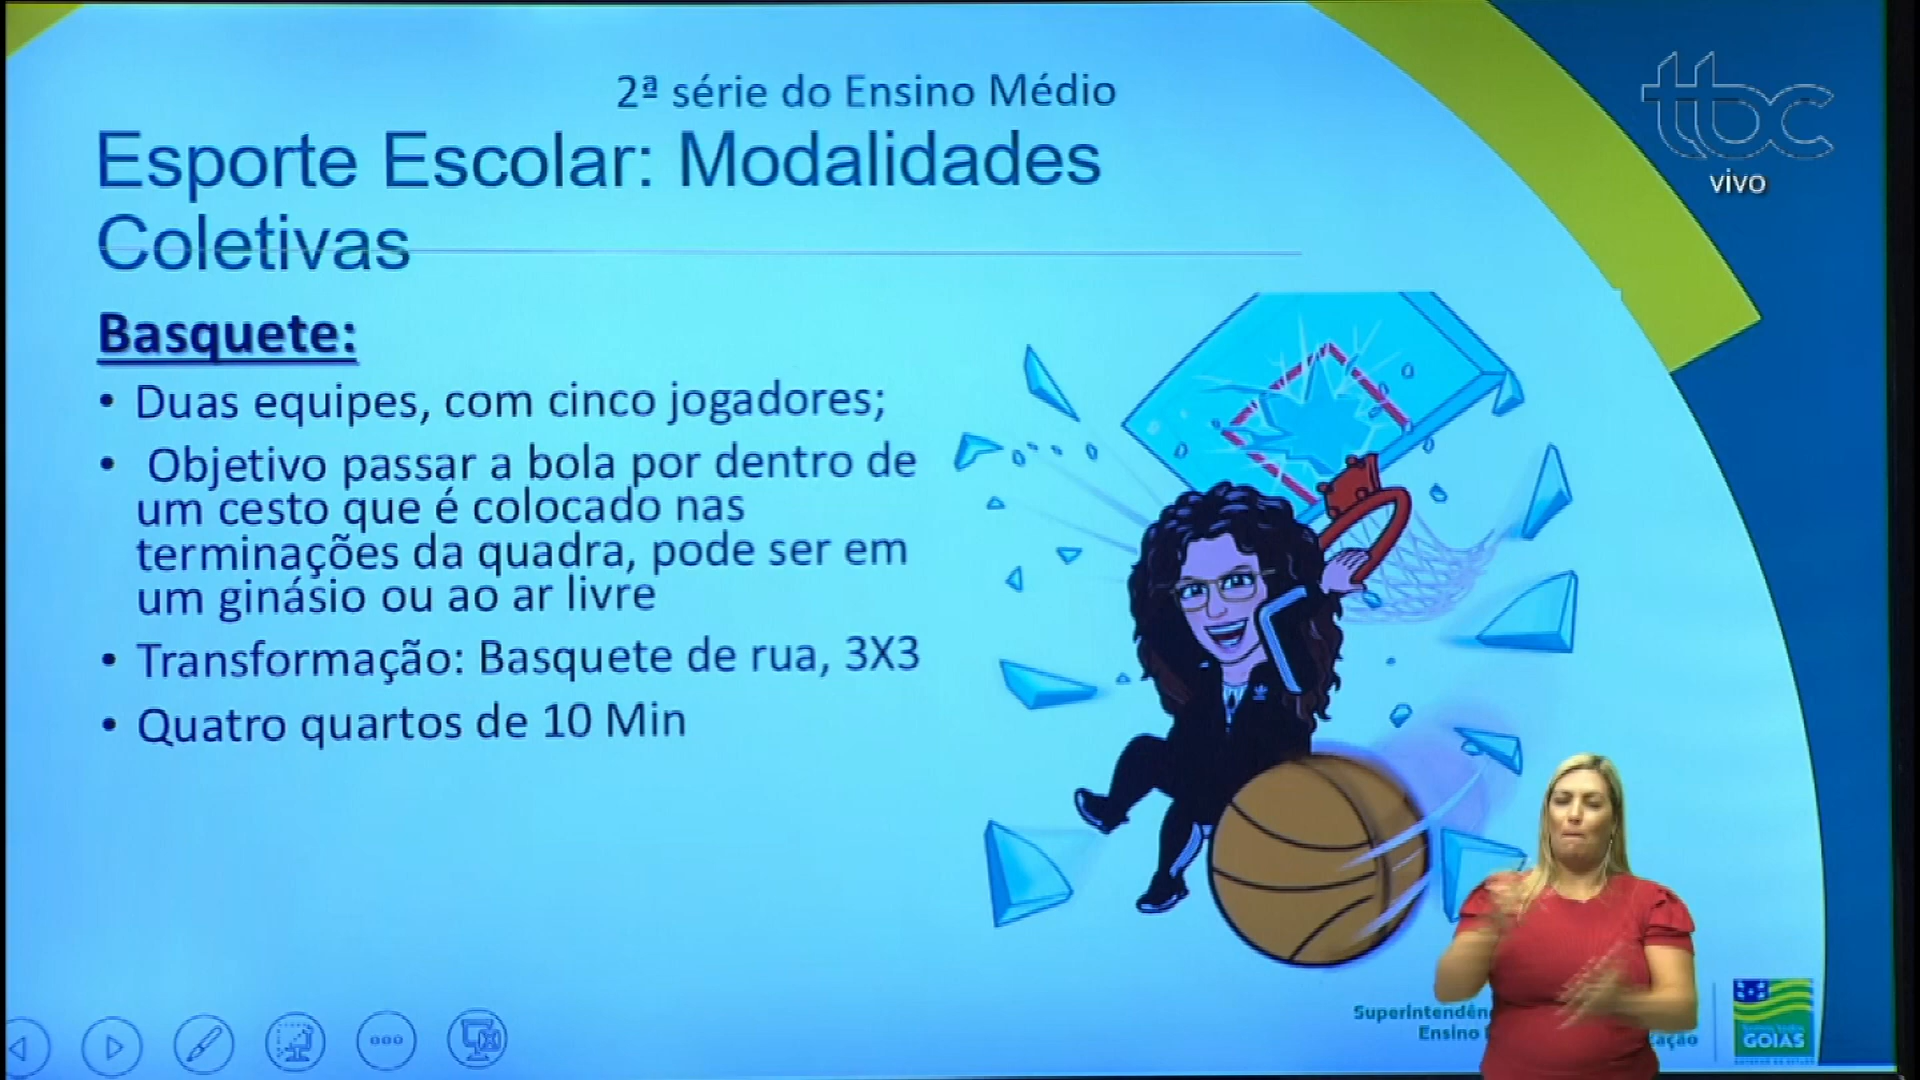 2ª série do Ensino Médio
Esporte Escolar: Modalidades
Coletivas
Basquete:
• Duas equipes, com cinco jogadores;
• Objetivo passar a bola por dentro de
um cesto que é colocado nas
terminações da quadra, pode ser em
um ginásio ou ao ar livre
• Transformação: Basquete de rua, 3X3
• Quatro quartos de 10 Min
tbc
vivo
Ensino
GOIÁS